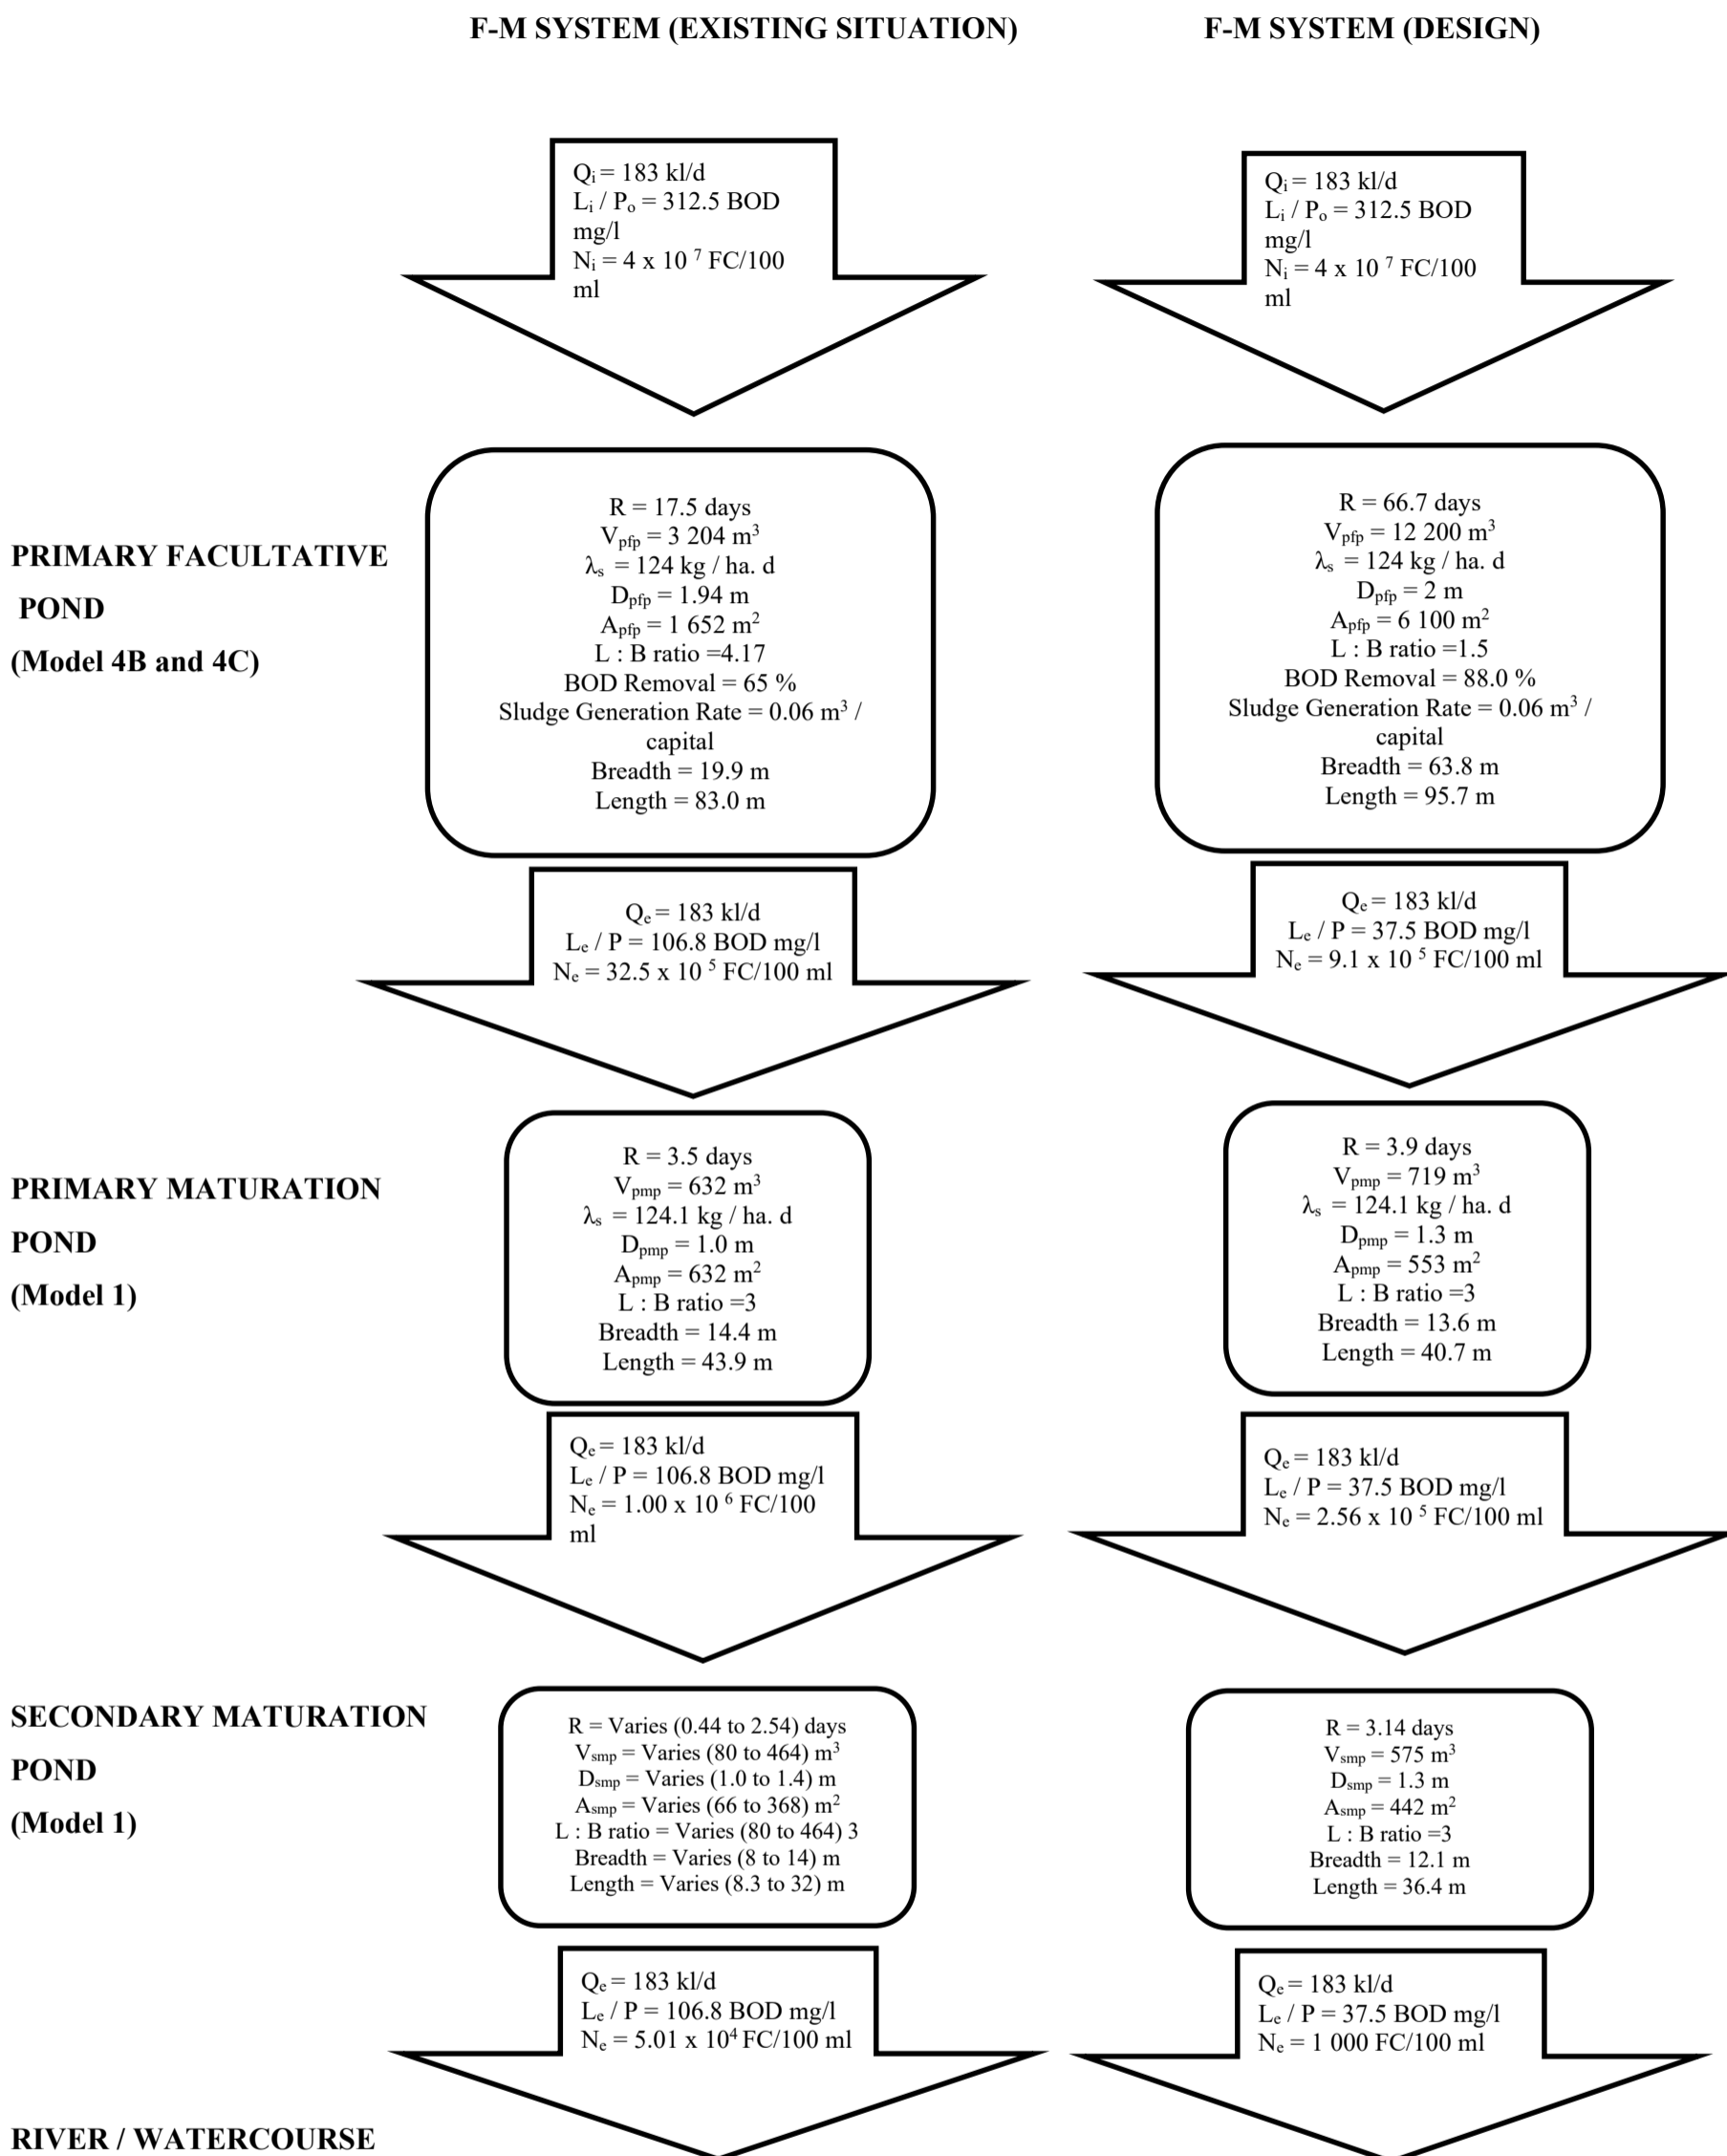 F-M SYSTEM (EXISTING SITUATION)
F-M SYSTEM (DESIGN)
Qi = 183 kl/d
Li / Po = 312.5 BOD
mg/l
Ni = 4 x 10 ⁷ FC/100
ml
Qi = 183 kl/d
Li / Po = 312.5 BOD
mg/l
Ni = 4 x 10 ⁷ FC/100
ml
PRIMARY FACULTATIVE
POND
(Model 4B and 4C)
R = 17.5 days
Vpfp = 3 204 m³
λs = 124 kg / ha. d
Dpfp = 1.94 m
Apfp = 1 652 m²
L : B ratio =4.17
BOD Removal = 65 %
Sludge Generation Rate = 0.06 m³ /
capital
Breadth = 19.9 m
Length = 83.0 m
R = 66.7 days
Vpfp = 12 200 m³
λs = 124 kg / ha. d
Dpfp = 2 m
Apfp = 6 100 m²
L : B ratio =1.5
BOD Removal = 88.0 %
Sludge Generation Rate = 0.06 m³ /
capital
Breadth = 63.8 m
Length = 95.7 m
Qe = 183 kl/d
Le / P = 106.8 BOD mg/l
Ne = 32.5 x 10 ⁵ FC/100 ml
Qe = 183 kl/d
Le / P = 37.5 BOD mg/l
Ne = 9.1 x 10 ⁵ FC/100 ml
PRIMARY MATURATION
POND
(Model 1)
R = 3.5 days
Vpmp = 632 m³
λs = 124.1 kg / ha. d
Dpmp = 1.0 m
Apmp = 632 m²
L : B ratio =3
Breadth = 14.4 m
Length = 43.9 m
R = 3.9 days
Vpmp = 719 m³
λs = 124.1 kg / ha. d
Dpmp = 1.3 m
Apmp = 553 m²
L : B ratio =3
Breadth = 13.6 m
Length = 40.7 m
Qe = 183 kl/d
Le / P = 106.8 BOD mg/l
Ne = 1.00 x 10 ⁶ FC/100
ml
Qe = 183 kl/d
Le / P = 37.5 BOD mg/l
Ne = 2.56 x 10 ⁵ FC/100 ml
SECONDARY MATURATION
POND
(Model 1)
R = Varies (0.44 to 2.54) days
Vsmp = Varies (80 to 464) m³
Dsmp = Varies (1.0 to 1.4) m
Asmp = Varies (66 to 368) m²
L : B ratio = Varies (80 to 464) 3
Breadth = Varies (8 to 14) m
Length = Varies (8.3 to 32) m
R = 3.14 days
Vsmp = 575 m³
Dsmp = 1.3 m
Asmp = 442 m²
L : B ratio =3
Breadth = 12.1 m
Length = 36.4 m
Qe = 183 kl/d
Le / P = 106.8 BOD mg/l
Ne = 5.01 x 10⁴ FC/100 ml
Qe = 183 kl/d
Le / P = 37.5 BOD mg/l
Ne = 1 000 FC/100 ml
RIVER / WATERCOURSE